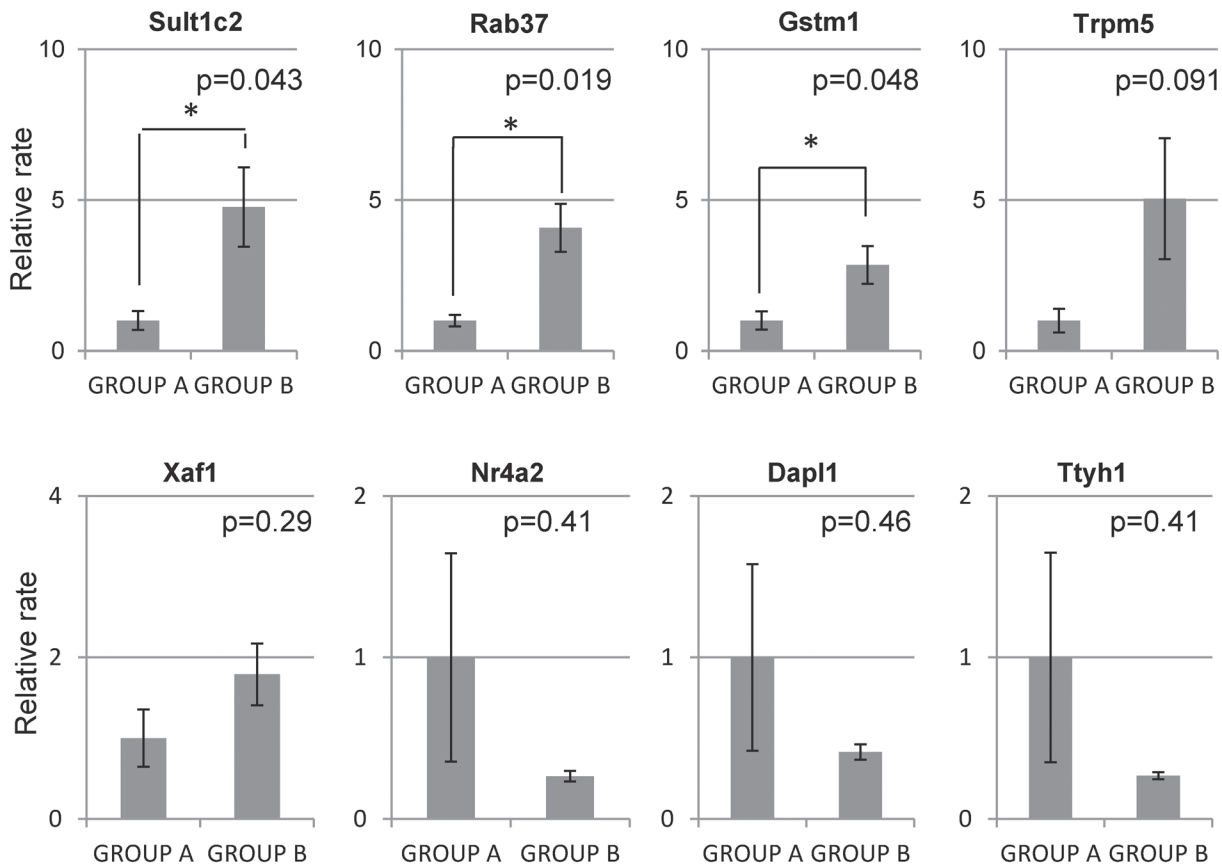 Sult1c2 Rab37 Gstm1 Trpm5
10 10 10 10
p=0.043 p=0.019 p=0.048 p=0.091
* * *
5 5 5 5
Relative rate
0 0 0 0
GROUP A GROUP B GROUP A GROUP B GROUP A GROUP B GROUP A GROUP B
Xaf1 Nr4a2 Dapl1 Ttyh1
4 2 2 2
p=0.29 p=0.41 p=0.46 p=0.41
2 1 1 1
Relative rate
0 0 0 0
GROUP A GROUP B GROUP A GROUP B GROUP A GROUP B GROUP A GROUP B